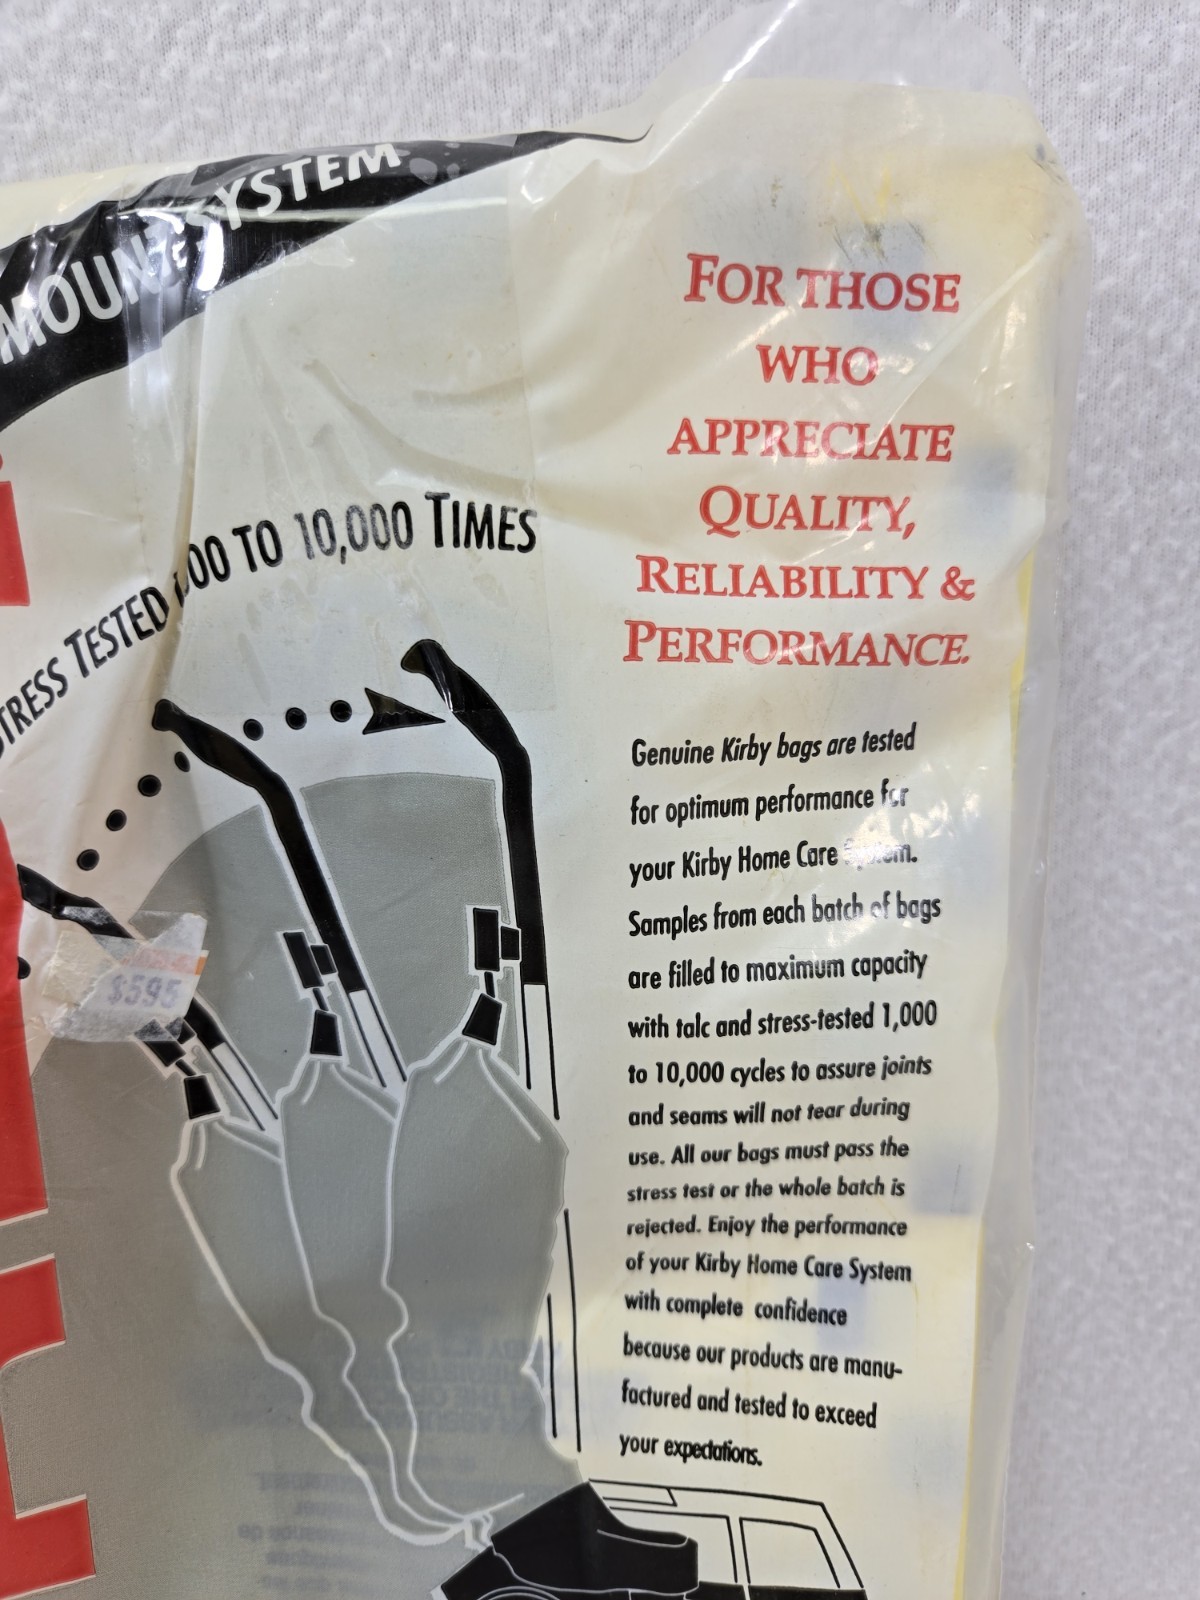 MOUNT SYSTEM
STRESS TESTED 1,000 TO 10,000 TIMES
$595
FOR THOSE
WHO
APPRECIATE
QUALITY,
RELIABILITY &
PERFORMANCE.
Genuine Kirby bags are tested
for optimum performance for
your Kirby Home Care System.
Samples from each batch of bags
are filled to maximum capacity
with talc and stress-tested 1,000
to 10,000 cycles to assure joints
and seams will not tear during
use. All our bags must pass the
stress test or the whole batch is
rejected. Enjoy the performance
of your Kirby Home Care System
with complete confidence
because our products are manu-
factured and tested to exceed
your expectations.